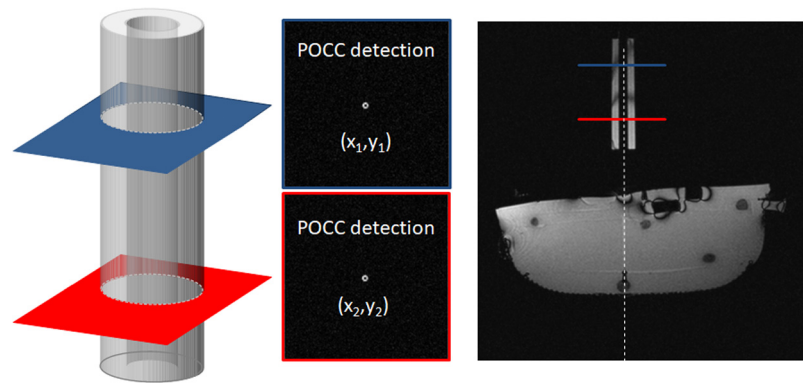 POCC detection
(x₁,y₁)
POCC detection
(x₂,y₂)